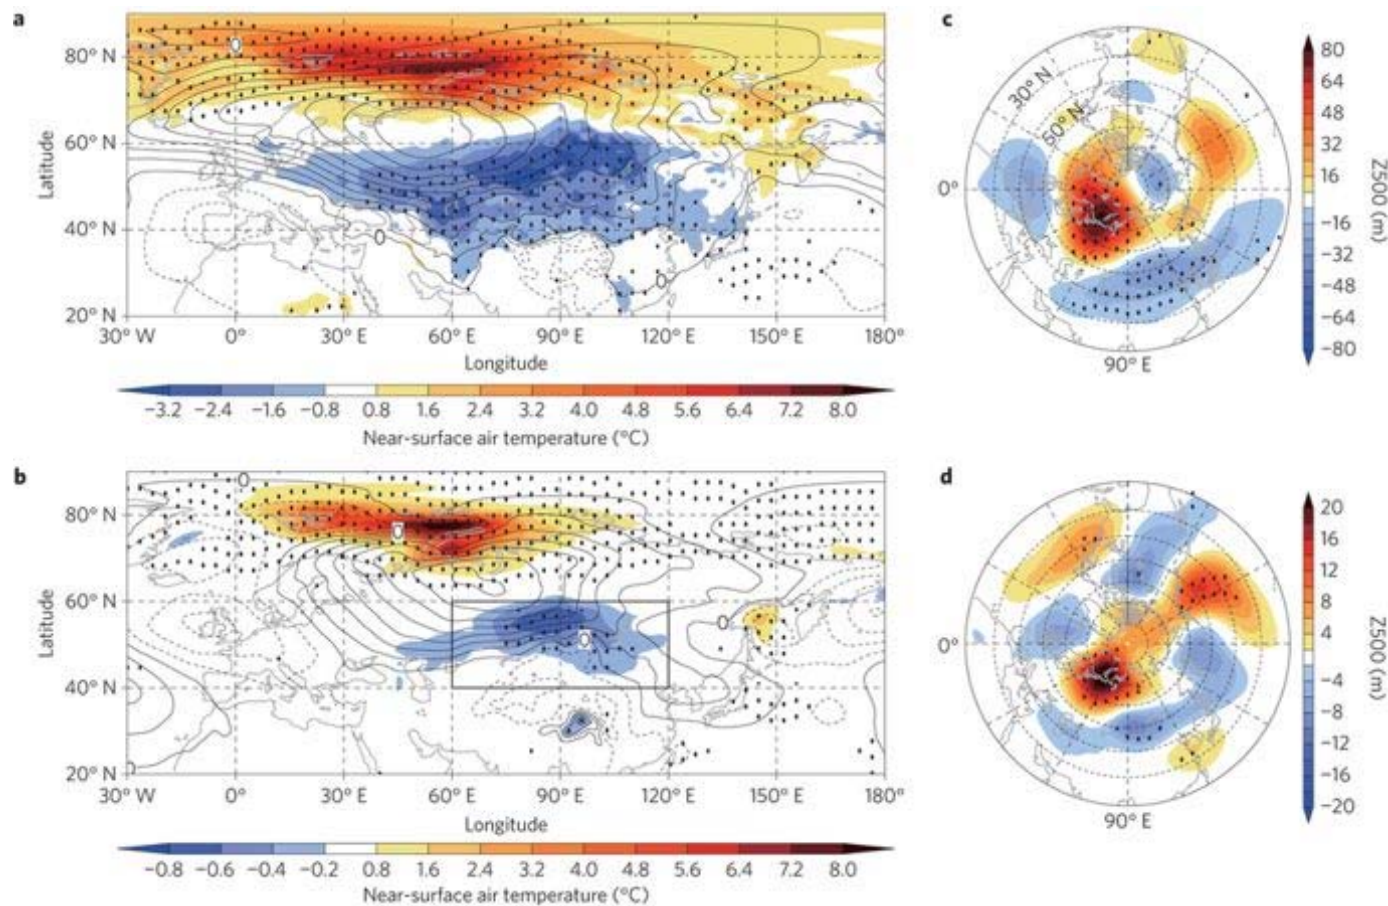 a
80° N
60° N
40° N
20° N
Latitude
0
0
0
30° W 0° 30° E 60° E 90° E 120° E 150° E 180°
Longitude
−3.2 −2.4 −1.6 −0.8 0.8 1.6 2.4 3.2 4.0 4.8 5.6 6.4 7.2 8.0
Near-surface air temperature (°C)
c
30° N
60° N
0°
90° E
80
64
48
32
16
−16
−32
−48
−64
−80
Z500 (m)
b
80° N
60° N
40° N
20° N
Latitude
0
0
0
0
30° W 0° 30° E 60° E 90° E 120° E 150° E 180°
Longitude
−0.8 −0.6 −0.4 −0.2 0.8 1.6 2.4 3.2 4.0 4.8 5.6 6.4 7.2 8.0
Near-surface air temperature (°C)
d
0°
90° E
20
16
12
8
4
−4
−8
−12
−16
−20
Z500 (m)